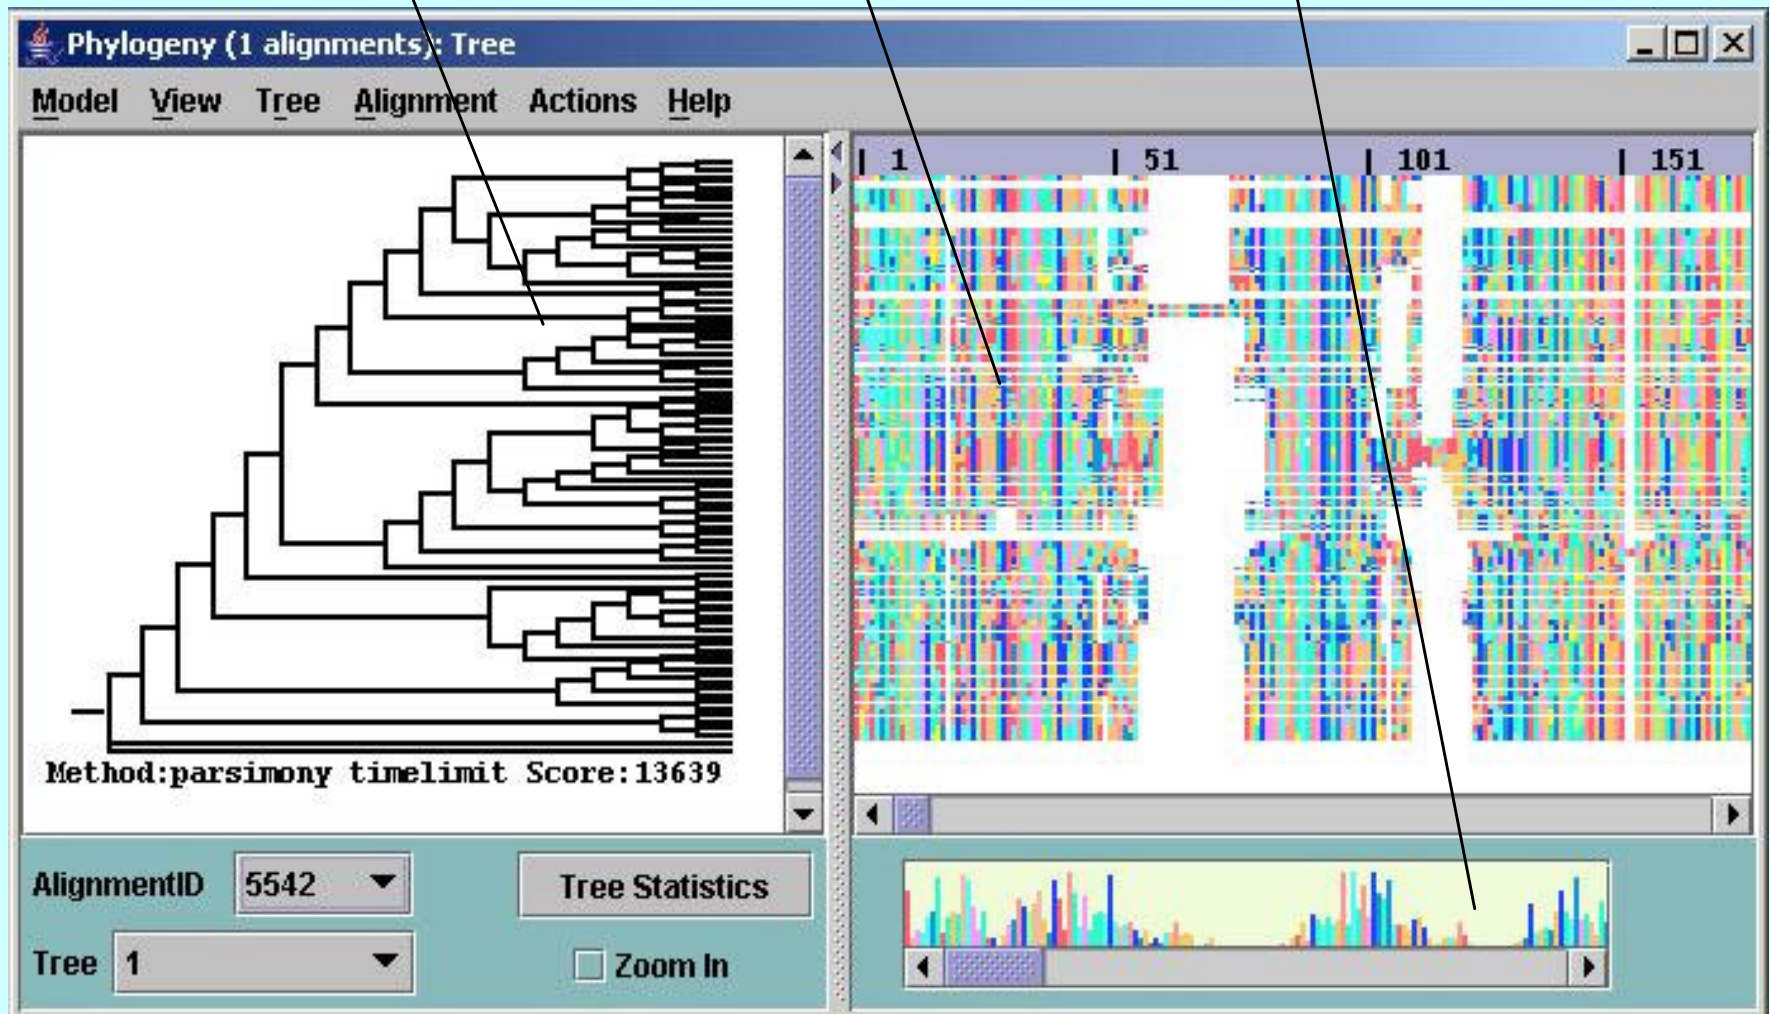 Phylogeny (1 alignments): Tree
Model View Tree Alignment Actions Help
| 1 | 51 | 101 | 151
Method:parsimony timelimit Score:13639
AlignmentID 5542 Tree Statistics
Tree 1 Zoom In